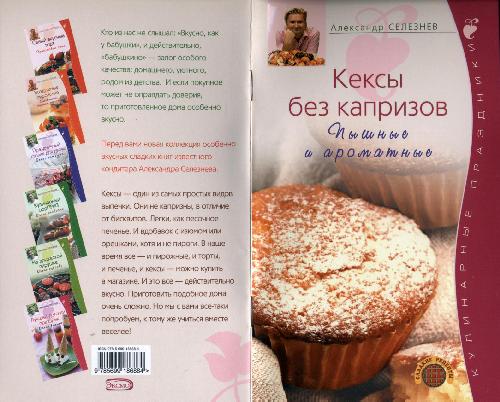 Кто из нас не слышал: «Вкусно, как
у бабушки», и действительно,
«бабушкино» — залог особого
качества: домашнего, уютного,
родом из детства. И если покупное
может не оправдать доверия,
то приготовленное дома особенно
вкусно.
Перед вами новая коллекция особенно
вкусных сладких книг известного
кондитера Александра Селезнева.
Кексы — один из самых простых видов
выпечки. Они не капризны, в отличие
от бисквитов. Легки, как песочное
печенье. И вдобавок с изюмом или
орешками, хотя и не пироги. В наше
время все — и пирожные, и торты,
и печенье, и кексы — можно купить
в магазине. И это все — действительно
вкусно. Приготовить подобное дома
очень сложно. Но мы с вами все-таки
попробуем, к тому же учиться вместе
веселее!
9 785699 186884 >
ЭКСМО
Александр СЕЛЕЗНЕВ
Кексы
без капризов
Пышные
и ароматные
КУЛИНАРНЫЕ ПРАЗДНИКИ